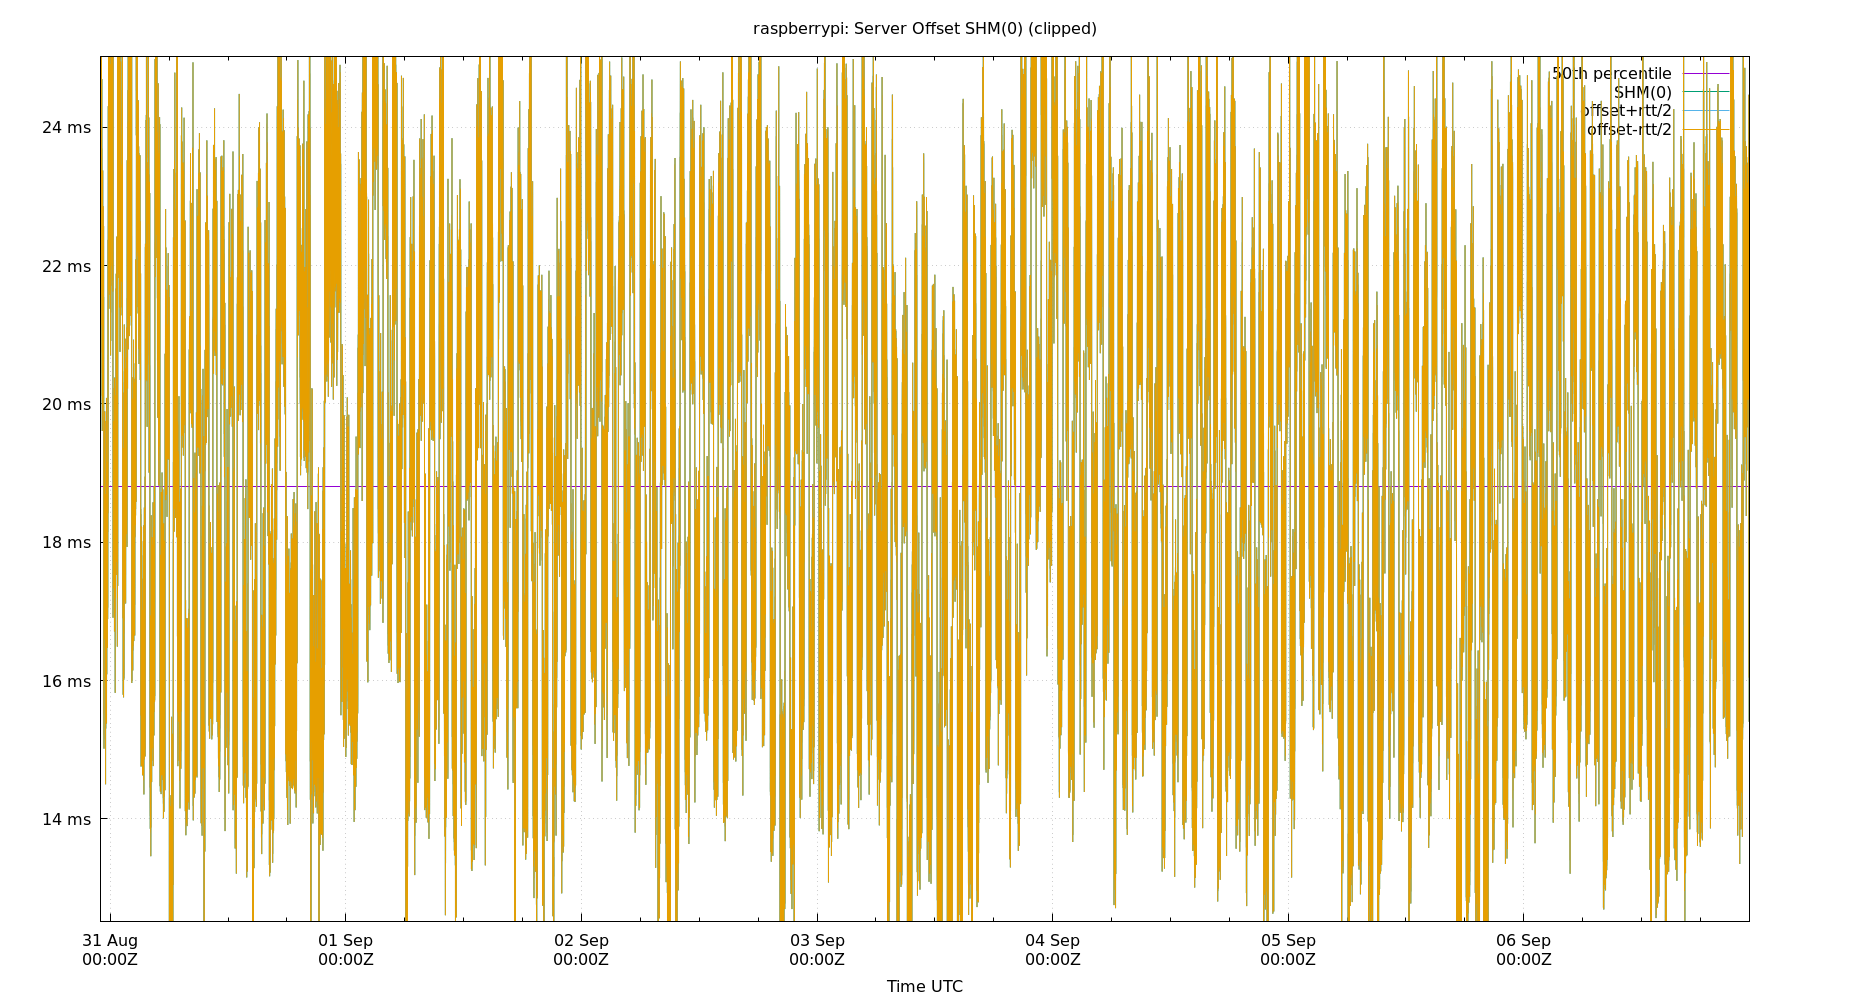 raspberrypi: Server Offset SHM(0) (clipped)
50th percentile
SHM(0)
offset+rtt/2
offset-rtt/2
24 ms
22 ms
20 ms
18 ms
16 ms
14 ms
31 Aug 01 Sep 02 Sep 03 Sep 04 Sep 05 Sep 06 Sep
00:00Z 00:00Z 00:00Z 00:00Z 00:00Z 00:00Z 00:00Z
Time UTC